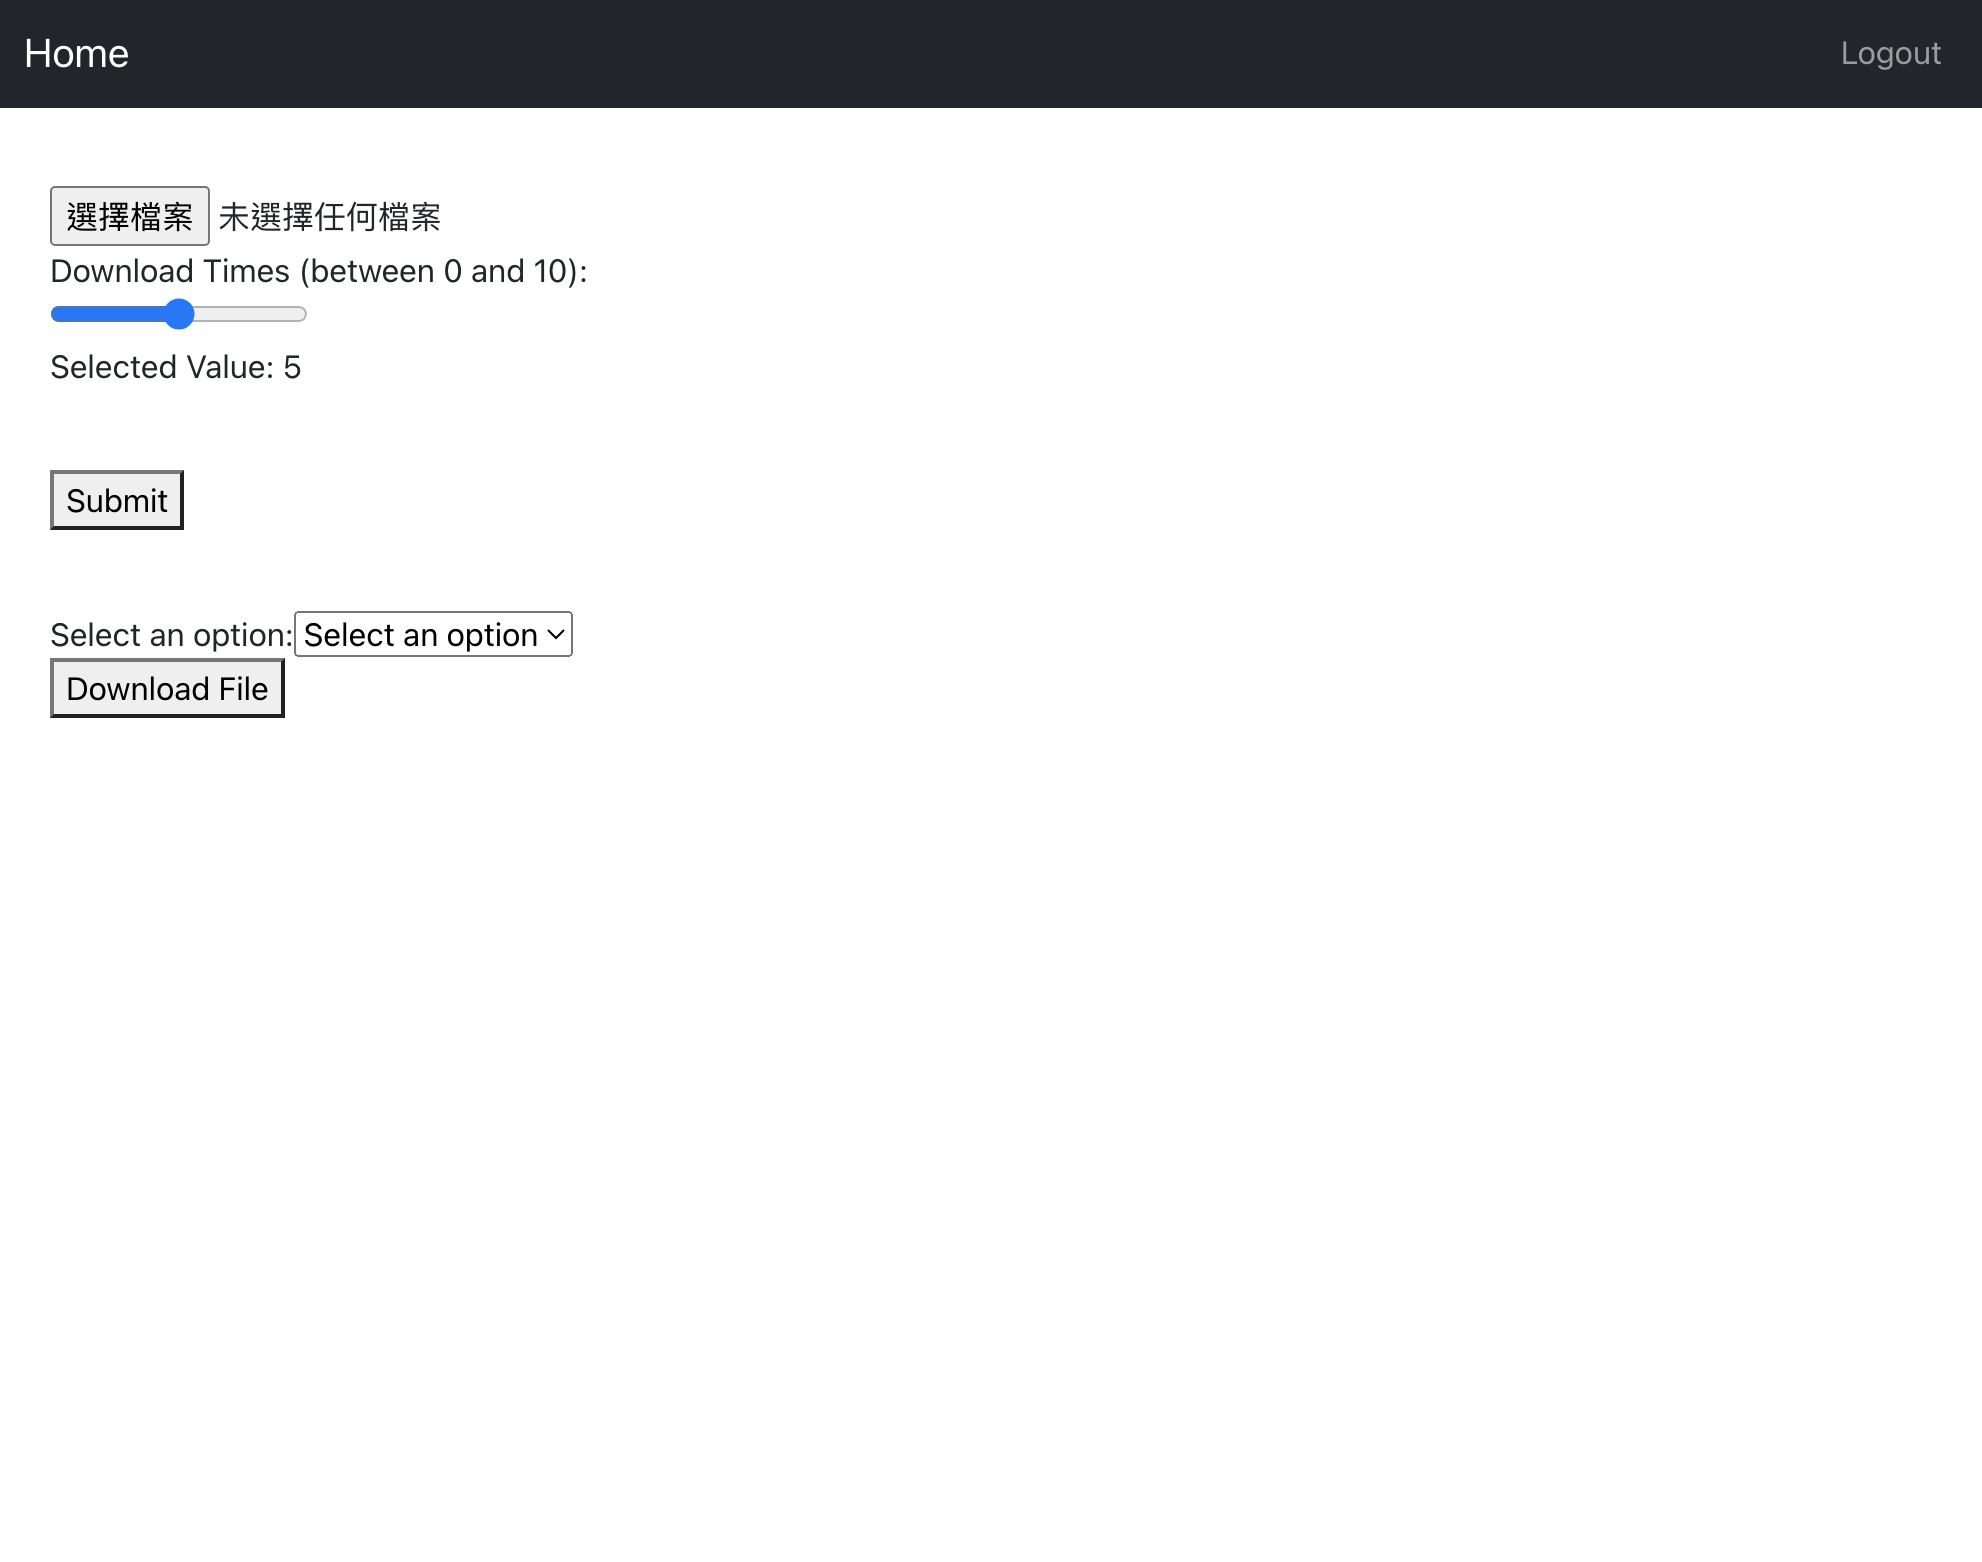 Home Logout
選擇檔案 未選擇任何檔案
Download Times (between 0 and 10):
Selected Value: 5
Submit
Select an option: Select an option
Download File